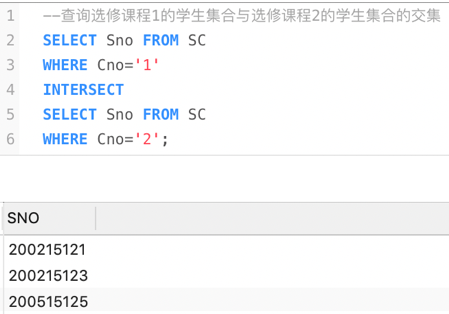 1 --查询选修课程1的学生集合与选修课程2的学生集合的交集
2 SELECT Sno FROM SC
3 WHERE Cno='1'
4 INTERSECT
5 SELECT Sno FROM SC
6 WHERE Cno='2';
SNO
200215121
200215123
200515125